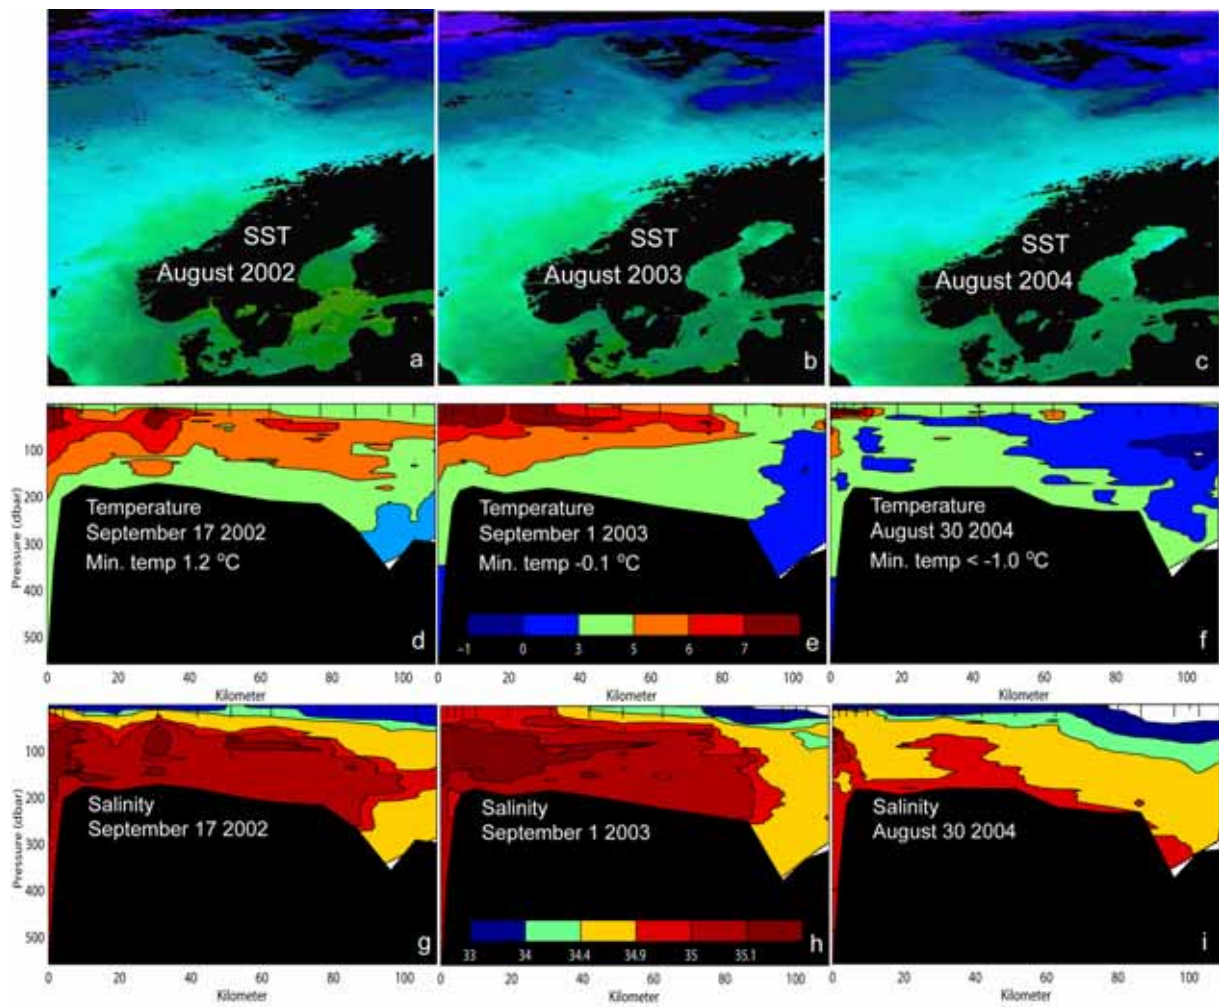 SST
August 2002
a
SST
August 2003
b
SST
August 2004
c
Pressure (dbar)
100
200
300
400
500
Temperature
September 17 2002
Min. temp 1.2 °C
d
Temperature
September 1 2003
Min. temp -0.1 °C
-1 0 3 5 6 7
e
Temperature
August 30 2004
Min. temp < -1.0 °C
f
0 20 40 60 80 100
Kilometer
0 20 40 60 80 100
Kilometer
0 20 40 60 80 100
Kilometer
Pressure (dbar)
100
200
300
400
500
Salinity
September 17 2002
g
Salinity
September 1 2003
33 34 34.4 34.9 35 35.1
h
Salinity
August 30 2004
i
0 20 40 60 80 100
Kilometer
0 20 40 60 80 100
Kilometer
0 20 40 60 80 100
Kilometer